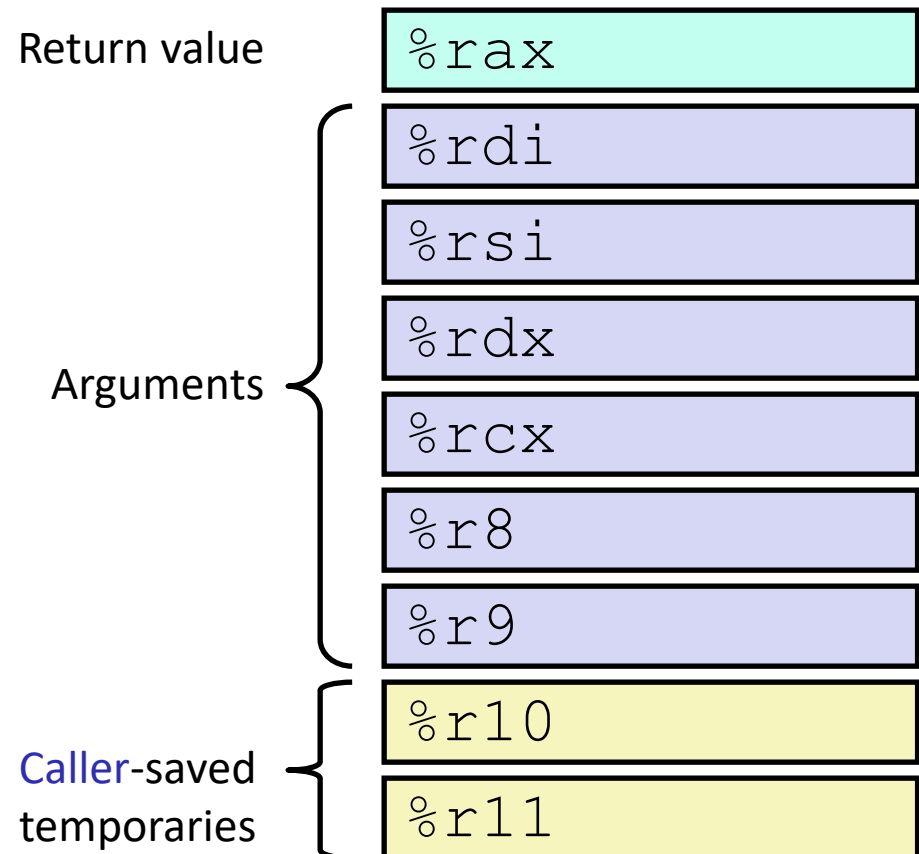 Return value
%rax
%rdi
%rsi
%rdx
Arguments
%rcx
%r8
%r9
%r10
Caller-saved
temporaries
%r11